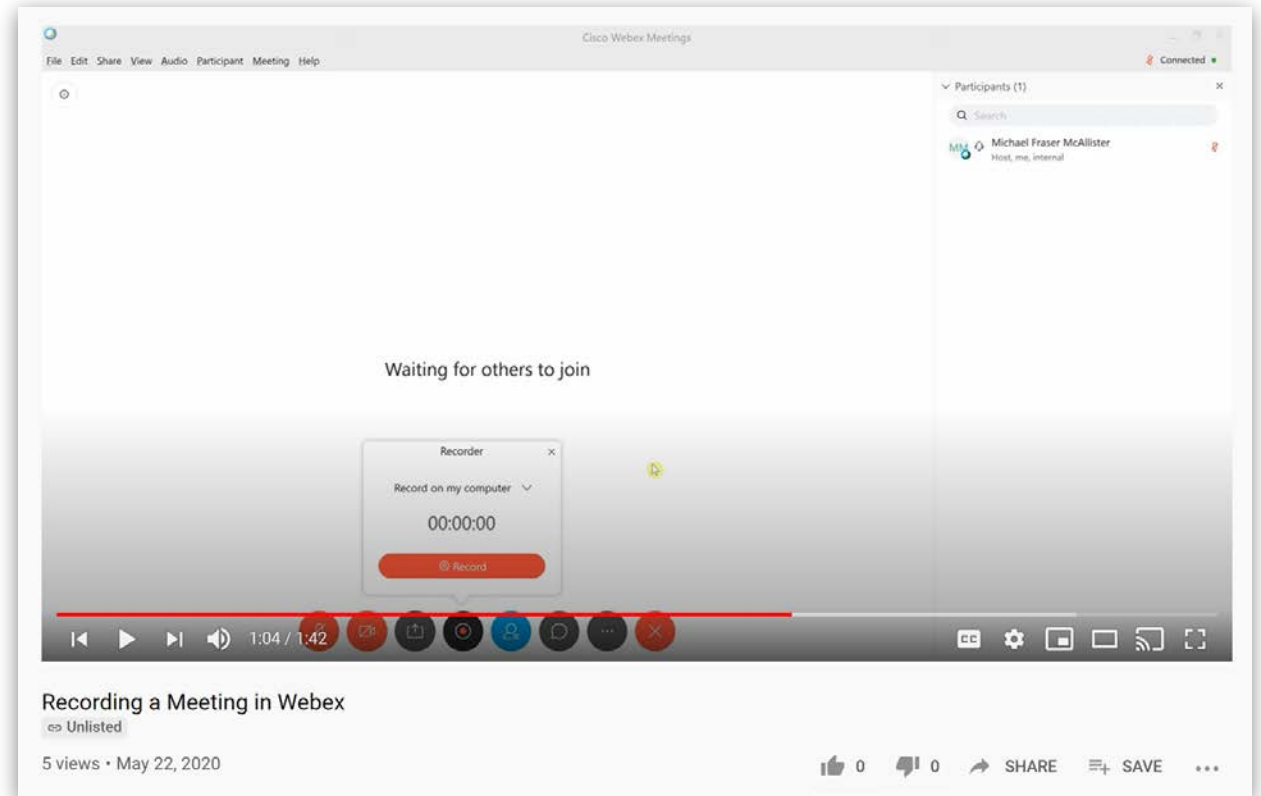 Cisco Webex Meetings
File Edit Share View Audio Participant Meeting Help
Connected
Participants (1)
Search
MM
Michael Fraser McAllister
Host, me, internal
Waiting for others to join
Recorder
Record on my computer
00:00:00
Record
1:04 / 1:42
CC
Recording a Meeting in Webex
Unlisted
5 views • May 22, 2020
0 0 SHARE SAVE